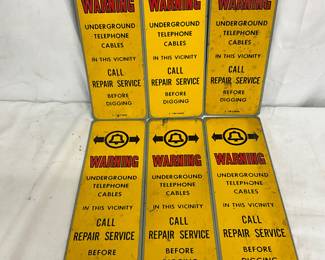 WARNING
UNDERGROUND
TELEPHONE
CABLES
IN THIS VICINITY
CALL
REPAIR SERVICE
BEFORE
DIGGING
WARNING
UNDERGROUND
TELEPHONE
CABLES
IN THIS VICINITY
CALL
REPAIR SERVICE
BEFORE
DIGGING
WARNING
UNDERGROUND
TELEPHONE
CABLES
IN THIS VICINITY
CALL
REPAIR SERVICE
BEFORE
DIGGING
WARNING
UNDERGROUND
TELEPHONE
CABLES
IN THIS VICINITY
CALL
REPAIR SERVICE
BEFORE
WARNING
UNDERGROUND
TELEPHONE
CABLES
IN THIS VICINITY
CALL
REPAIR SERVICE
BEFORE
WARNING
UNDERGROUND
TELEPHONE
CABLES
IN THIS VICINITY
CALL
REPAIR SERVICE
BEFORE
DIGGING